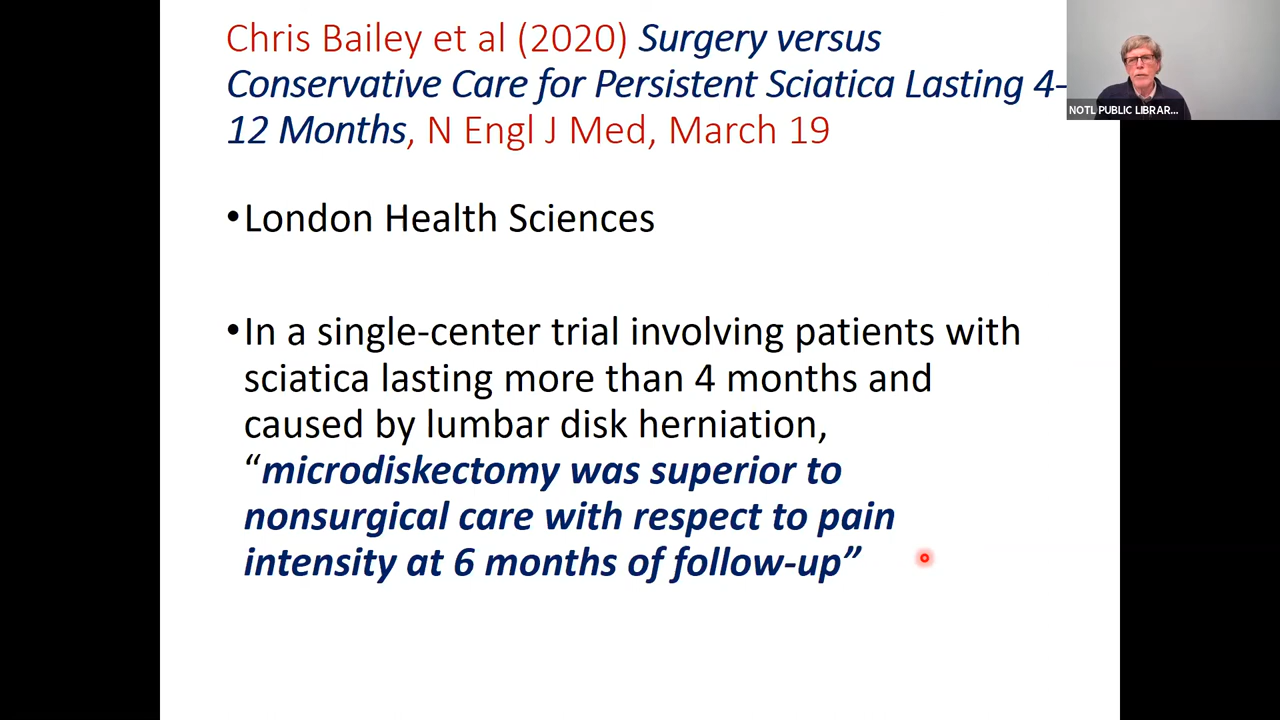 Chris Bailey et al (2020) Surgery versus
Conservative Care for Persistent Sciatica Lasting 4-
12 Months, N Engl J Med, March 19
•London Health Sciences
•In a single-center trial involving patients with
sciatica lasting more than 4 months and
caused by lumbar disk herniation,
“microdiskectomy was superior to
nonsurgical care with respect to pain
intensity at 6 months of follow-up”
NOTL PUBLIC LIBRAR...